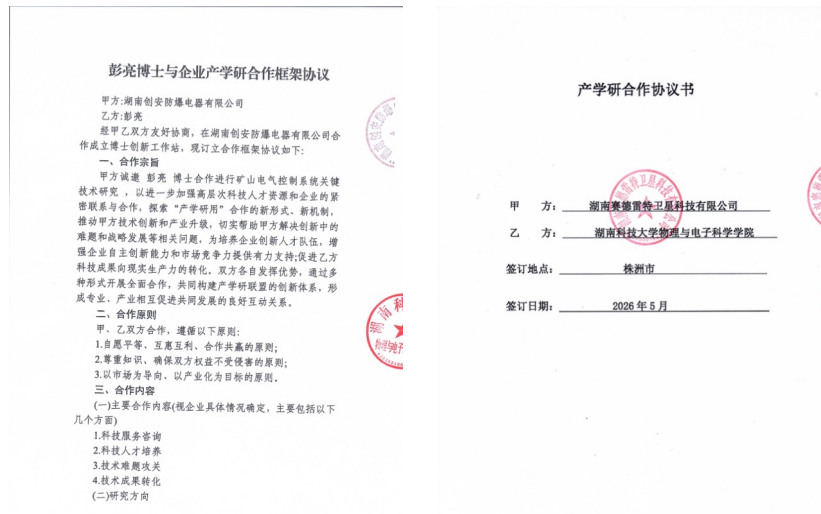 彭亮博士与企业产学研合作框架协议
甲方:湖南创安防爆电器有限公司
乙方:彭亮
经甲乙双方友好协商，在湖南创安防爆电器有限公司合
作成立博士创新工作站，现订立合作框架协议如下:
一、合作宗旨
甲方诚邀 彭亮 博士合作进行矿山电气控制系统关键
技术研究 ，以进一步加强高层次科技人才资源和企业的紧
密联系与合作，探索“产学研用”合作的新形式、新机制，
推动甲方技术创新和产业升级，切实帮助甲方解决创新中的
难题和战略发展等相关问题，为培养企业创新人才队伍，增
强企业自主创新能力和市场竞争力提供有力支持;促进乙方
科技成果向现实生产力的转化。双方各自发挥优势，通过多
种形式开展全面合作，共同构建产学研联盟的创新体系，形
成专业、产业相互促进共同发展的良好互动关系。
二、合作原则
甲、乙双方合作，遵循以下原则:
1.自愿平等、互惠互利、合作共赢的原则;
2.尊重知识、确保双方权益不受侵害的原则;
3.以市场为导向、以产业化为目标的原则。
三、合作内容
(一)主要合作内容(视企业具体情况确定，主要包括以下
几个方面)
1.科技服务咨询
2.科技人才培养
3.技术难题攻关
4.技术成果转化
(二)研究方向
湖南科
产学研合作协议书
甲 方: 湖南赛德雷特卫星科技有限公司
乙 方: 湖南科技大学物理与电子科学学院
签订地点: 株洲市
签订日期: 2026 年 5 月